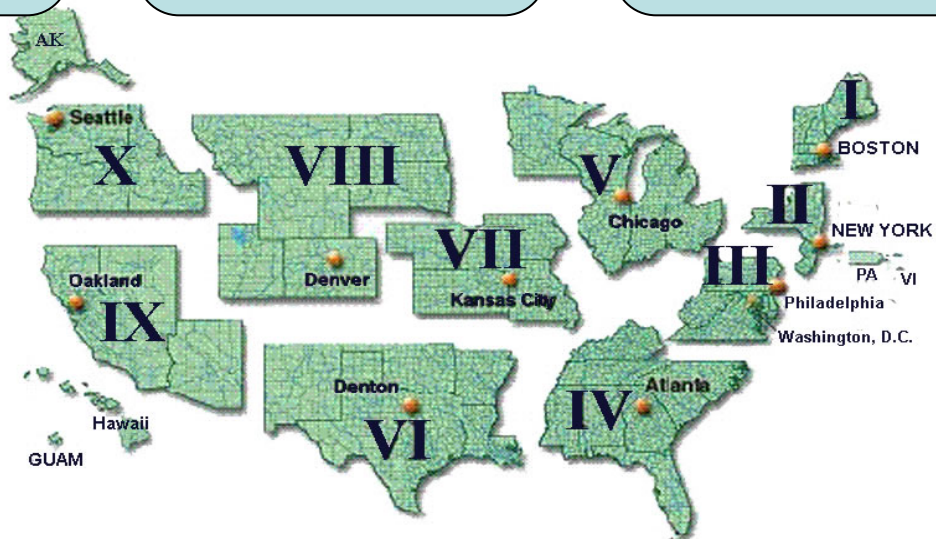 AK
Seattle
X
VIII
V
I
BOSTON
Chicago
II
NEW YORK
VII
III
PA
VI
Denver
Kansas City
Philadelphia
Washington, D.C.
Oakland
IX
Hawaii
GUAM
Denton
VI
IV
Atlanta